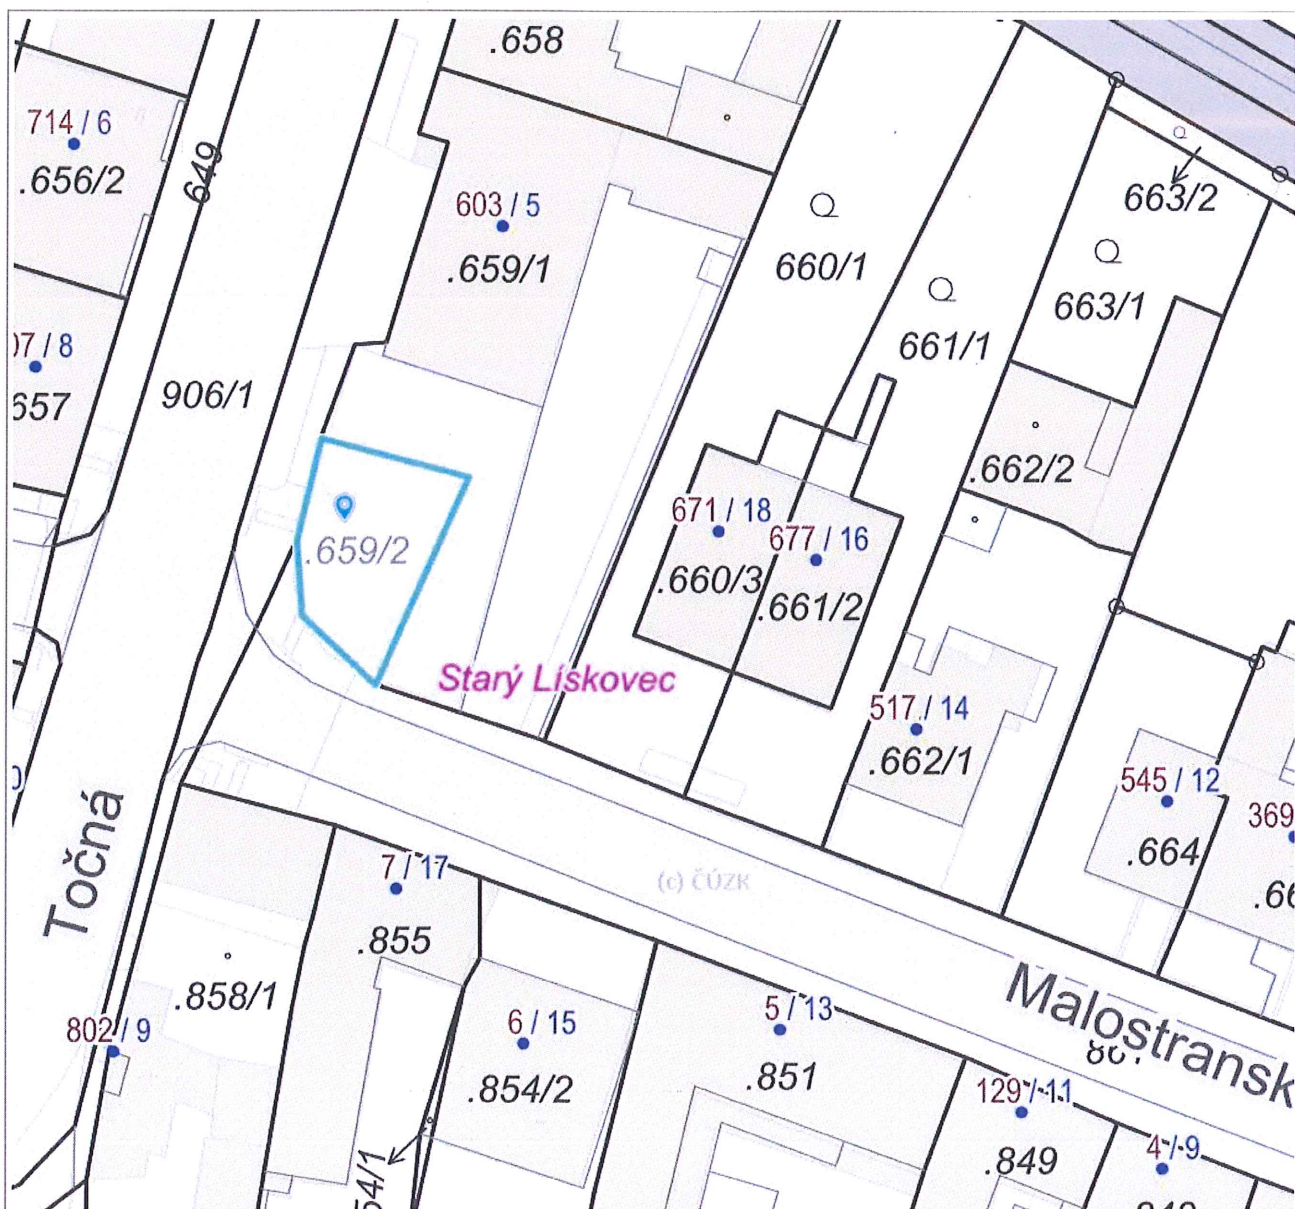 .658
714 / 6
.656/2
649
603 / 5
.659/1
660/1
663/2
663/1
661/1
07 / 8
657
906/1
.662/2
671 / 18
677 / 16
.659/2
.660/3
.661/2
Starý Lískovec
517 / 14
.662/1
545 / 12
369
.664
.66
Točná
7 / 17
(c) ČÚZK
.855
.858/1
802 / 9
6 / 15
5 / 13
Malostransk
.854/2
.851
129 / 11
.849
4 / 9
54/1